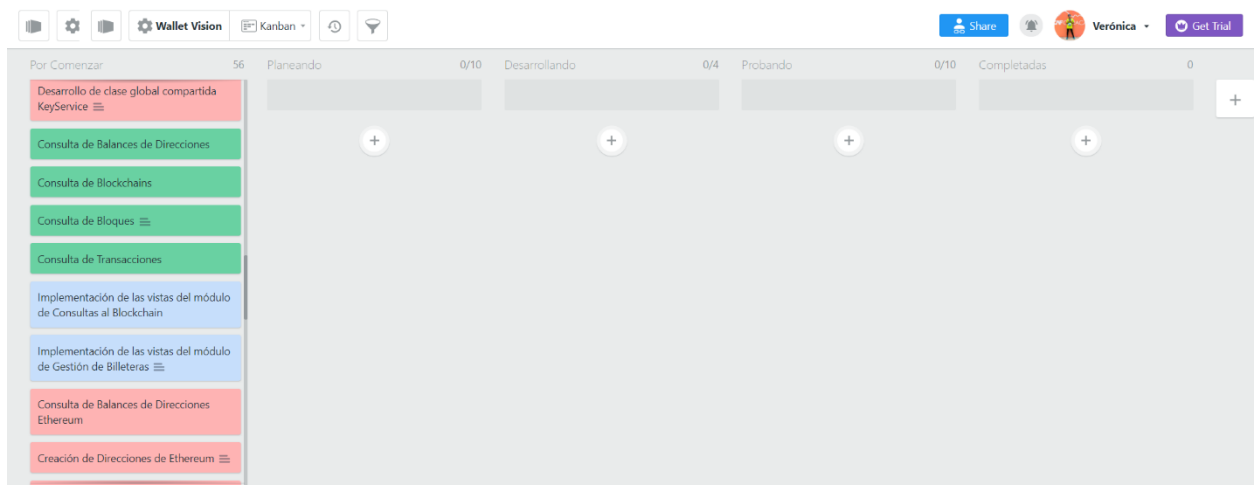 Wallet Vision
Kanban
Share
Verónica
Get Trial
Por Comenzar 56
Planeando 0/10
Desarrollando 0/4
Probando 0/10
Completadas 0
Desarrollo de clase global compartida
KeyService
Consulta de Balances de Direcciones
Consulta de Blockchains
Consulta de Bloques
Consulta de Transacciones
Implementación de las vistas del módulo
de Consultas al Blockchain
Implementación de las vistas del módulo
de Gestión de Billeteras
Consulta de Balances de Direcciones
Ethereum
Creación de Direcciones de Ethereum